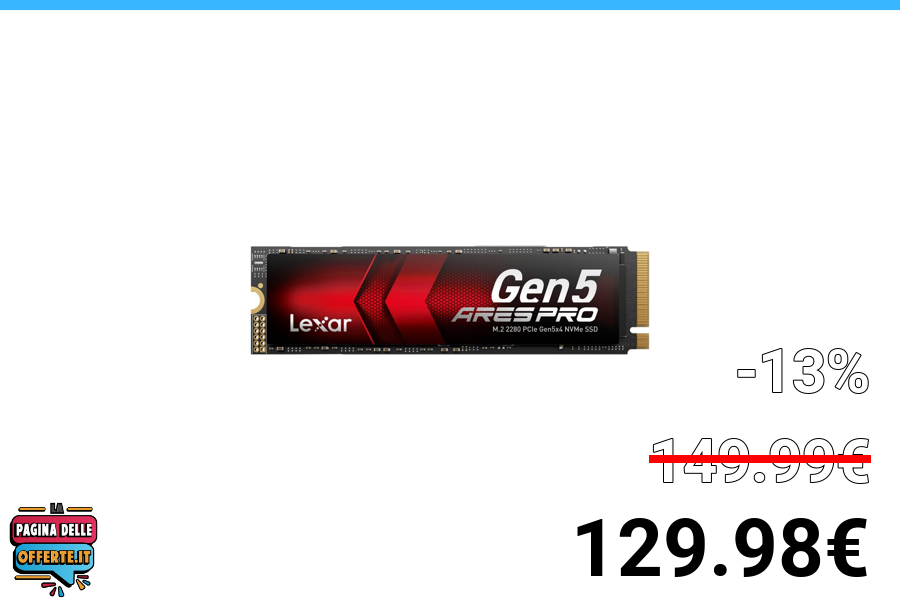 Gen5
ARES PRO
Lexar
M.2 2280 PCIe Gen5x4 NVMe SSD
-13%
149.99€
129.98€
LA
PAGINA DELLE
OFFERTE.IT